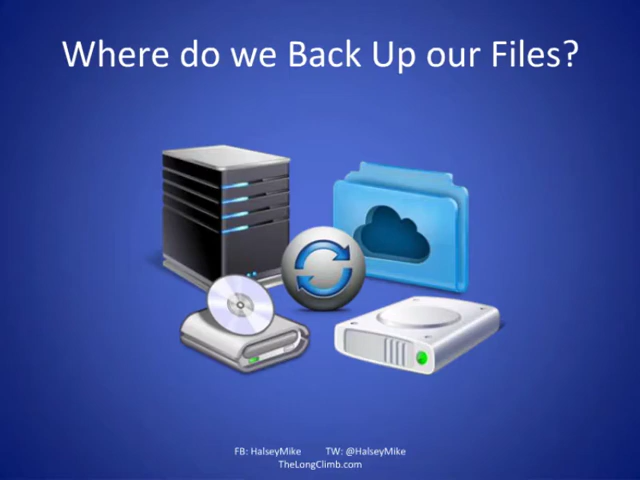 Where do we Back Up our Files?
FB: HalseyMike TW: @HalseyMike
TheLongClimb.com